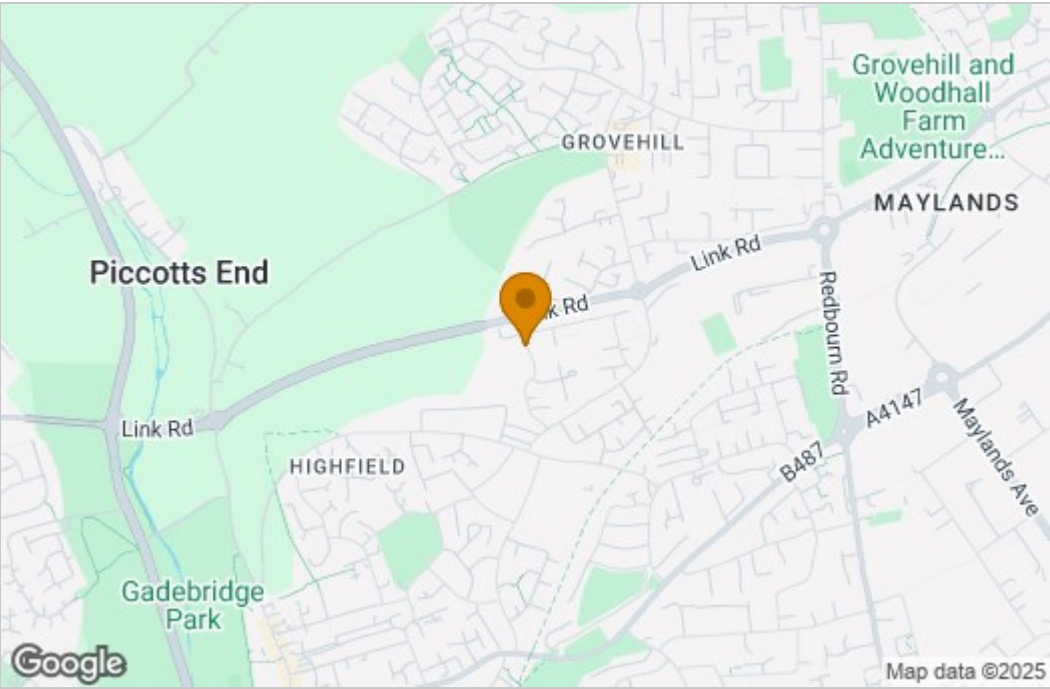 Grovehill and
Woodhall
Farm
Adventure...
GROVEHILL
MAYLANDS
Link Rd
Piccotts End
Rd
Redbourn Rd
Link Rd
A4147
Maylands Ave
B487
HIGHFIELD
Gadebridge
Park
Google
Map data ©2025